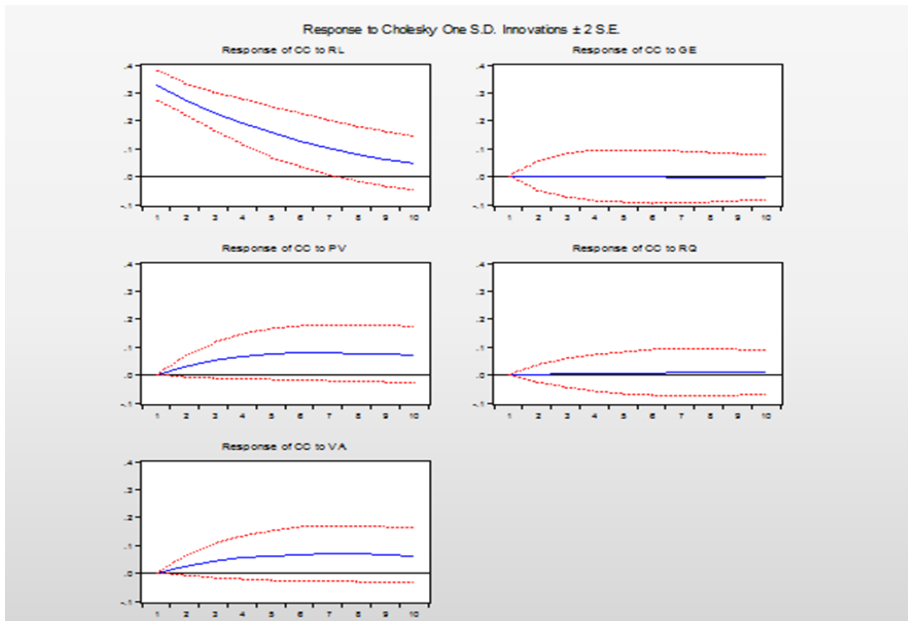 Response to Cholesky One S.D. Innovations ± 2 S.E.
Response of CC to RL
.4
.3
.2
.1
.0
-.1
1 2 3 4 5 6 7 8 9 10
Response of CC to GE
.4
.3
.2
.1
.0
-.1
1 2 3 4 5 6 7 8 9 10
Response of CC to PV
.4
.3
.2
.1
.0
-.1
1 2 3 4 5 6 7 8 9 10
Response of CC to RQ
.4
.3
.2
.1
.0
-.1
1 2 3 4 5 6 7 8 9 10
Response of CC to VA
.4
.3
.2
.1
.0
-.1
1 2 3 4 5 6 7 8 9 10